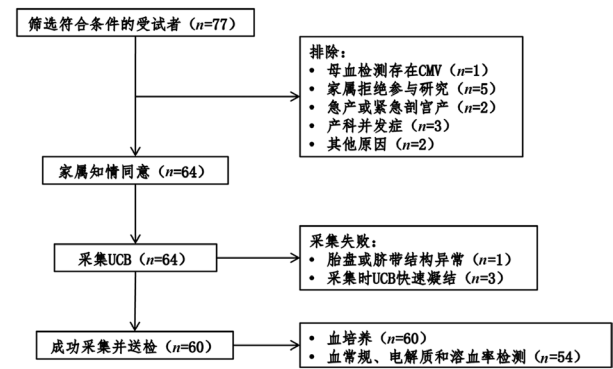 筛选符合条件的受试者（n=77）
排除：
• 母血检测存在CMV（n=1）
• 家属拒绝参与研究（n=5）
• 急产或紧急剖宫产（n=2）
• 产科并发症（n=3）
• 其他原因（n=2）
家属知情同意（n=64）
采集UCB（n=64）
采集失败：
• 胎盘或脐带结构异常（n=1）
• 采集时UCB快速凝结（n=3）
成功采集并送检（n=60）
• 血培养（n=60）
• 血常规、电解质和溶血率检测（n=54）